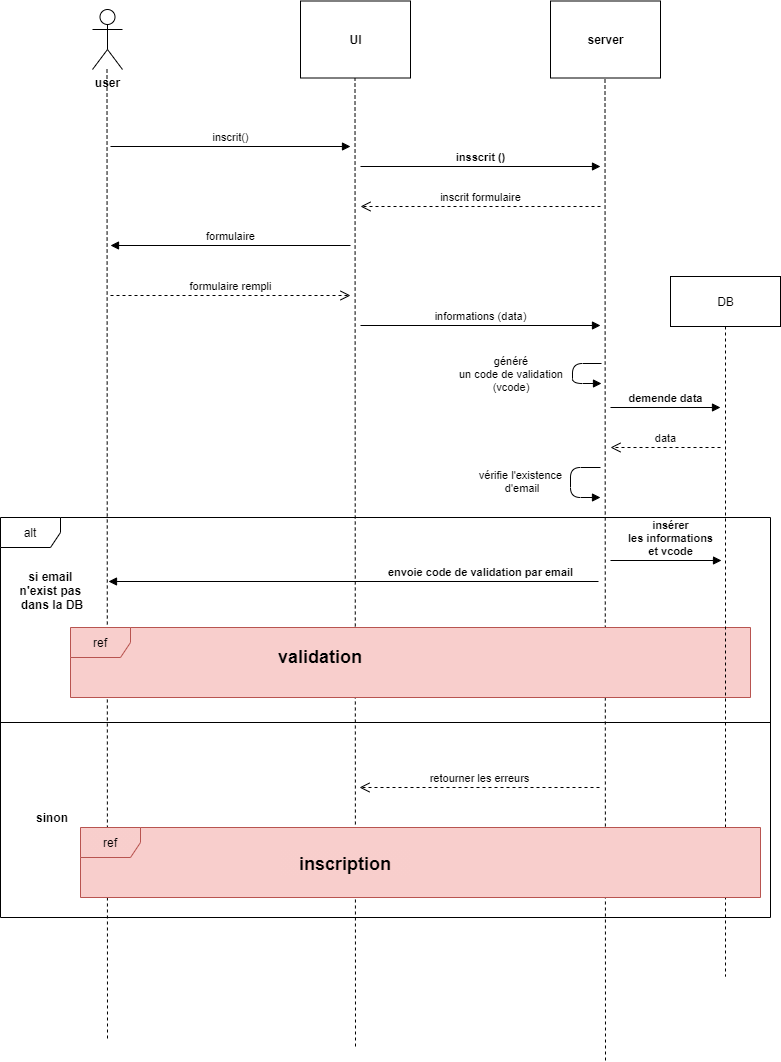 UI
server
user
inscrit()
insscrit ()
inscrit formulaire
formulaire
formulaire rempli
DB
informations (data)
généré
un code de validation
(vcode)
demende data
data
vérifie l'existence
d'email
alt
insérer
les informations
et vcode
envoie code de validation par email
si email
n'exist pas
dans la DB
ref
validation
retourner les erreurs
sinon
ref
inscription